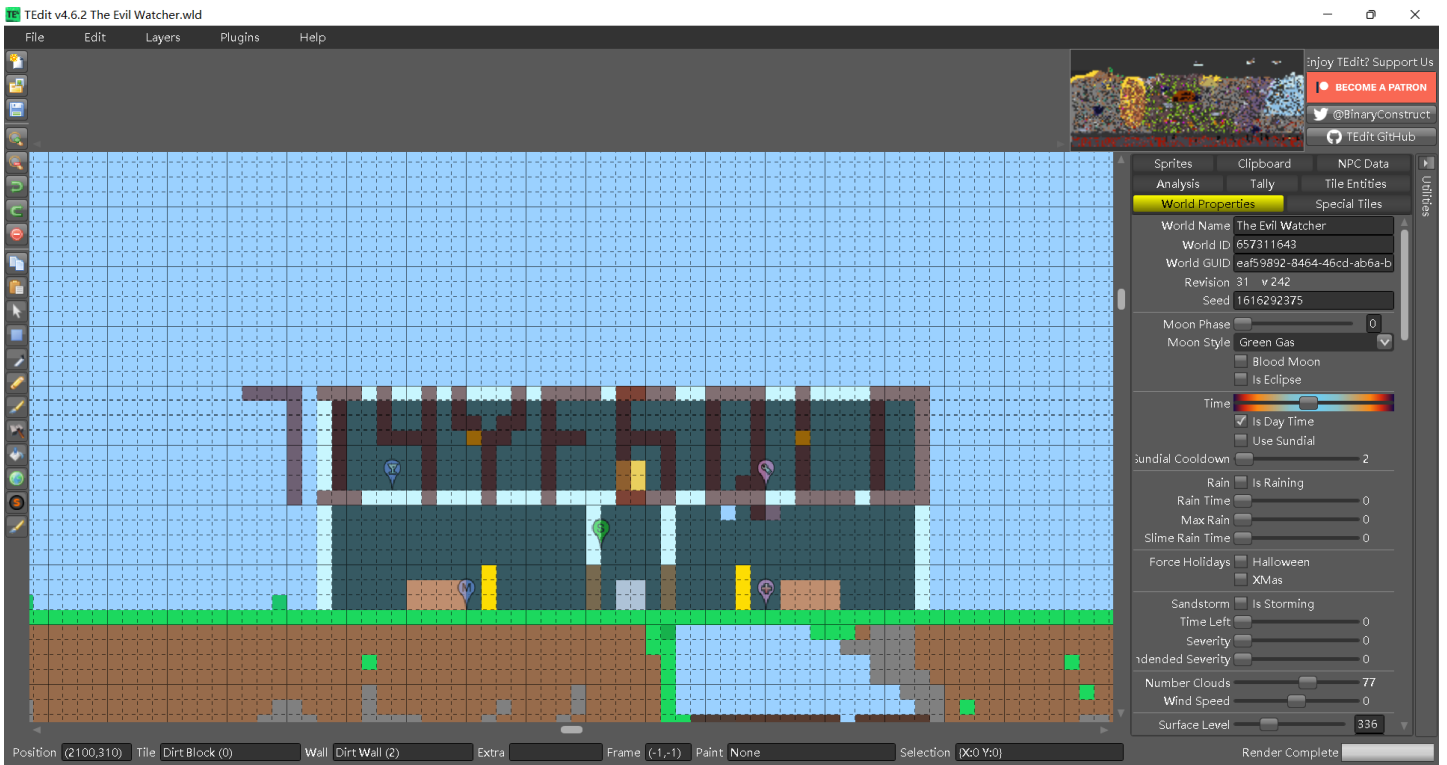 TEdit v4.6.2 The Evil Watcher.wld
File Edit Layers Plugins Help
Enjoy TEdit? Support Us
BECOME A PATRON
@BinaryConstruct
TEdit GitHub
Sprites Clipboard NPC Data
Analysis Tally Tile Entities
World Properties Special Tiles
Utilities
World Name The Evil Watcher
World ID 657311643
World GUID eaf59892-8464-46cd-ab6a-b
Revision 31 v 242
Seed 1616292375
Moon Phase 0
Moon Style Green Gas
Blood Moon
Is Eclipse
Time
Is Day Time
Use Sundial
Sundial Cooldown 2
Rain Is Raining
Rain Time 0
Max Rain 0
Slime Rain Time 0
Force Holidays Halloween
XMas
Sandstorm Is Storming
Time Left 0
Severity 0
ndended Severity 0
Number Clouds 77
Wind Speed 0
Surface Level 336
Y
S
M
Position (2100,310) Tile Dirt Block (0) Wall Dirt Wall (2) Extra Frame (-1,-1) Paint None Selection (X:0 Y:0) Render Complete